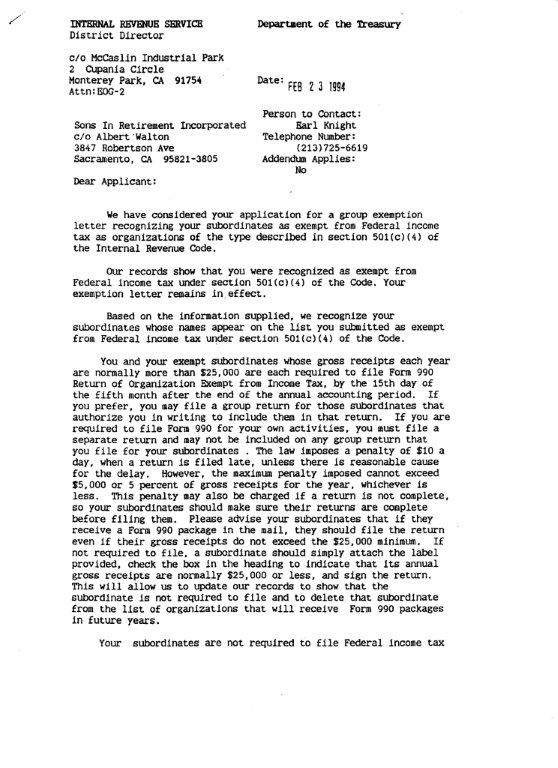 INTERNAL REVENUE SERVICE
District Director
Department of the Treasury
c/o McCaslin Industrial Park
2 Cupania Circle
Monterey Park, CA 91754
Attn:EOG-2
Date: FEB 23 1994
Sons In Retirement Incorporated
c/o Albert Walton
3847 Robertson Ave
Sacramento, CA 95821-3805
Person to Contact:
Earl Knight
Telephone Number:
(213)725-6619
Addendum Applies:
No
Dear Applicant:
We have considered your application for a group exemption
letter recognizing your subordinates as exempt from Federal income
tax as organizations of the type described in section 501(c)(4) of
the Internal Revenue Code.
Our records show that you were recognized as exempt from
Federal income tax under section 501(c)(4) of the Code. Your
exemption letter remains in effect.
Based on the information supplied, we recognize your
subordinates whose names appear on the list you submitted as exempt
from Federal income tax under section 501(c)(4) of the Code.
You and your exempt subordinates whose gross receipts each year
are normally more than $25,000 are each required to file Form 990
Return of Organization Exempt from Income Tax, by the 15th day of
the fifth month after the end of the annual accounting period. If
you prefer, you may file a group return for those subordinates that
authorize you in writing to include them in that return. If you are
required to file Form 990 for your own activities, you must file a
separate return and may not be included on any group return that
you file for your subordinates . The law imposes a penalty of $10 a
day, when a return is filed late, unless there is reasonable cause
for the delay. However, the maximum penalty imposed cannot exceed
$5,000 or 5 percent of gross receipts for the year, whichever is
less. This penalty may also be charged if a return is not complete,
so your subordinates should make sure their returns are complete
before filing them. Please advise your subordinates that if they
receive a Form 990 package in the mail, they should file the return
even if their gross receipts do not exceed the $25,000 minimum. If
not required to file, a subordinate should simply attach the label
provided, check the box in the heading to indicate that its annual
gross receipts are normally $25,000 or less, and sign the return.
This will allow us to update our records to show that the
subordinate is not required to file and to delete that subordinate
from the list of organizations that will receive Form 990 packages
in future years.
Your subordinates are not required to file Federal income tax